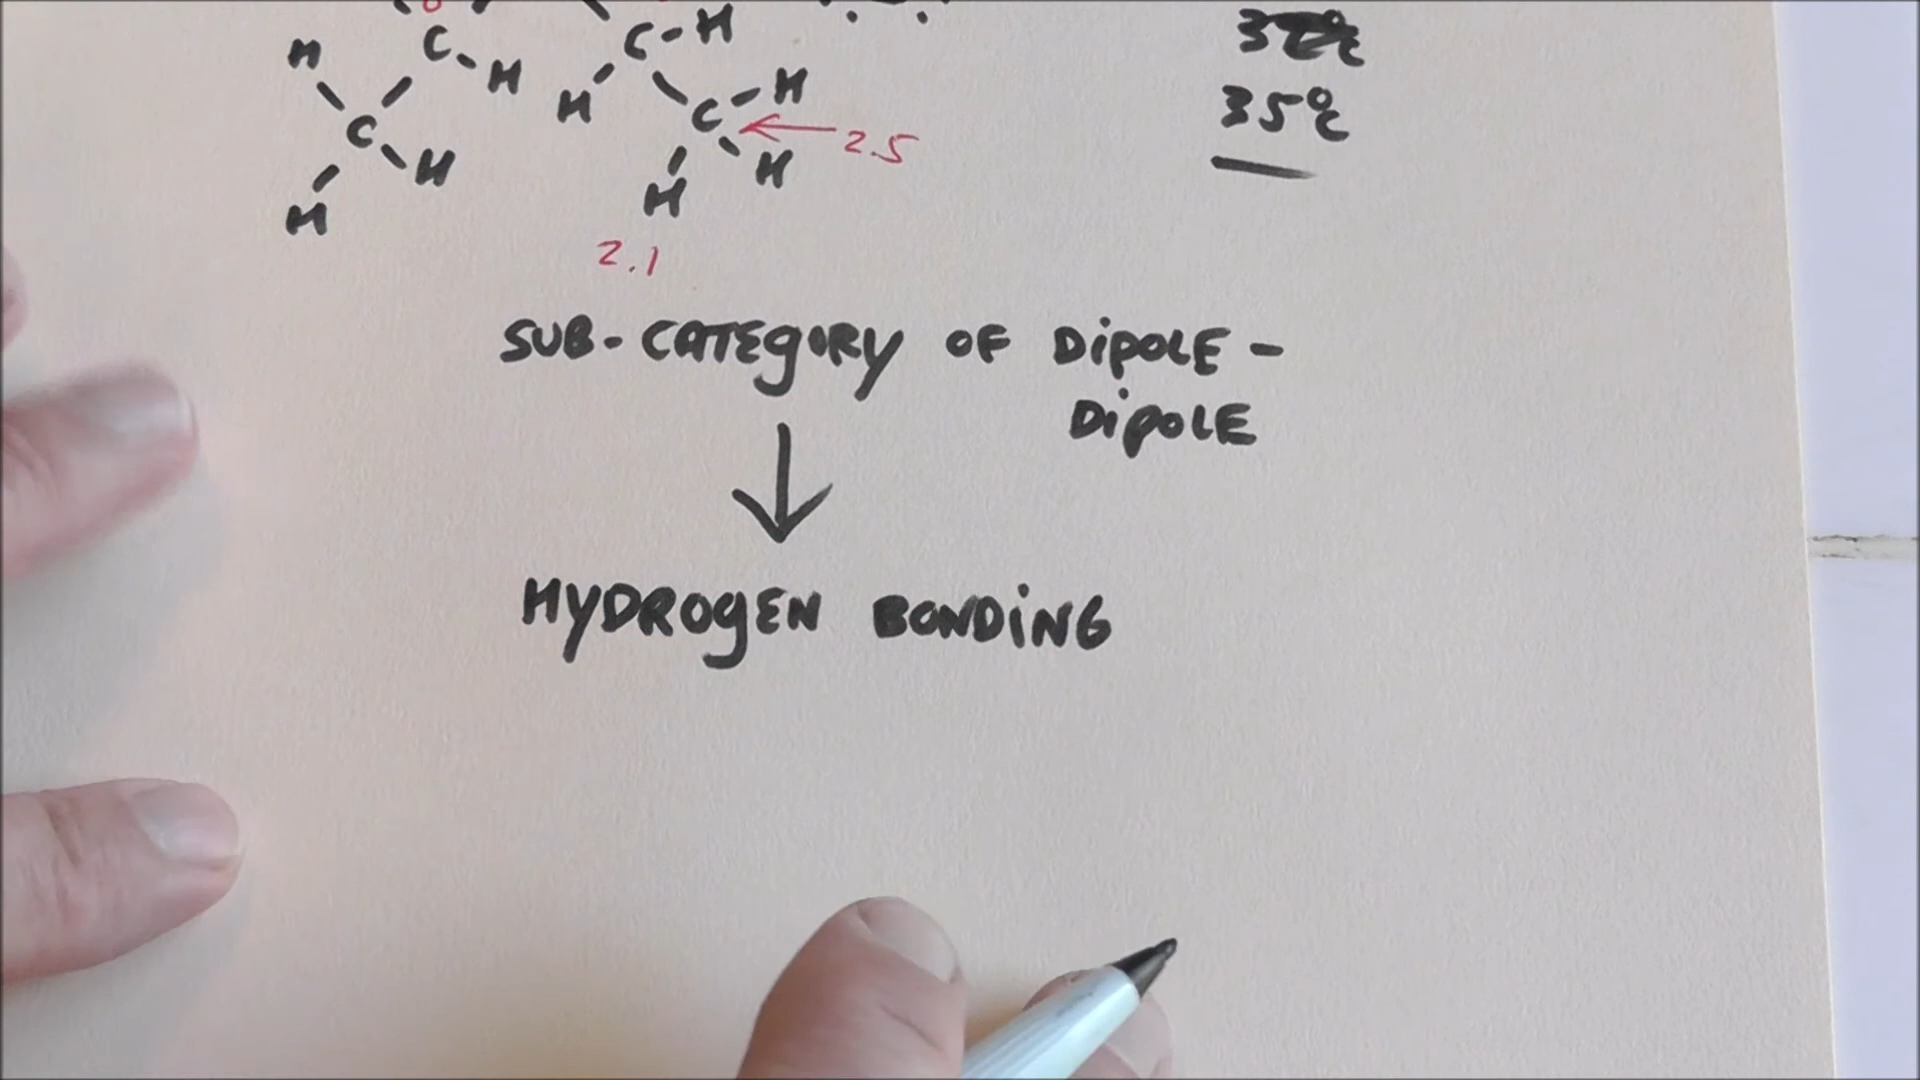 H C H C H
H C H
C H 2.5
H H
H 2.1
35°C
SUB-CATEGORY OF DIPOLE-
DIPOLE
HYDROGEN BONDING